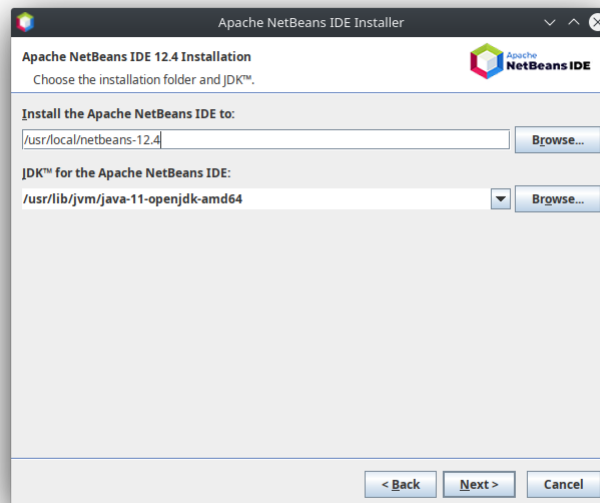 Apache NetBeans IDE Installer
Apache NetBeans IDE 12.4 Installation
Choose the installation folder and JDK™.
Apache
NetBeans IDE
Install the Apache NetBeans IDE to:
/usr/local/netbeans-12.4
Browse...
JDK™ for the Apache NetBeans IDE:
/usr/lib/jvm/java-11-openjdk-amd64
Browse...
< Back
Next >
Cancel